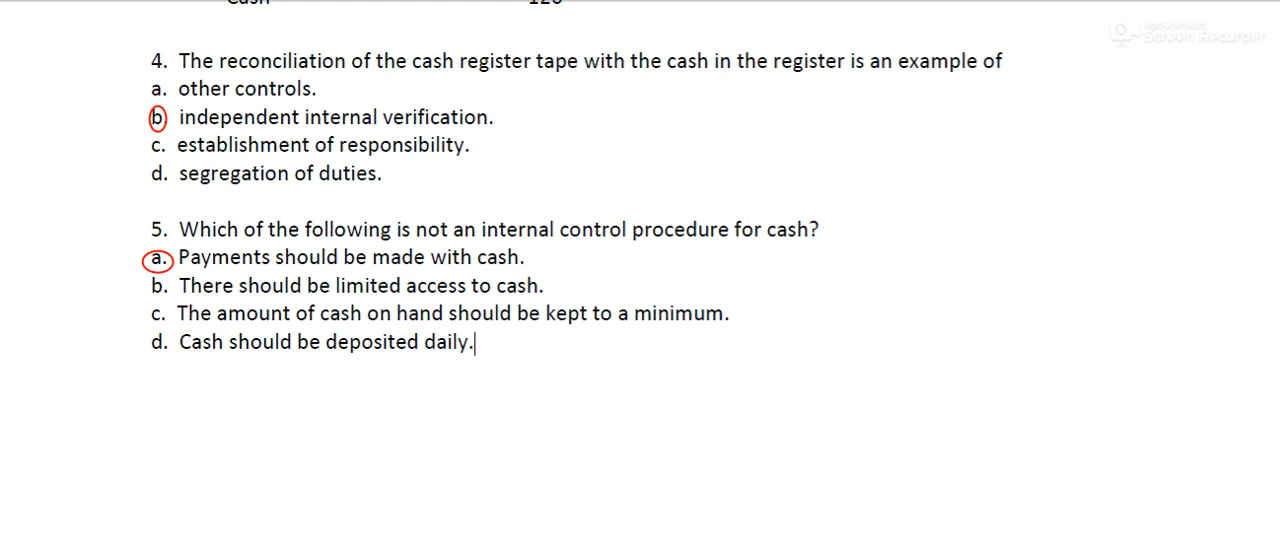 4. The reconciliation of the cash register tape with the cash in the register is an example of
a. other controls.
b independent internal verification.
c. establishment of responsibility.
d. segregation of duties.
5. Which of the following is not an internal control procedure for cash?
a. Payments should be made with cash.
b. There should be limited access to cash.
c. The amount of cash on hand should be kept to a minimum.
d. Cash should be deposited daily.
Apowersoft
Screen Recorder